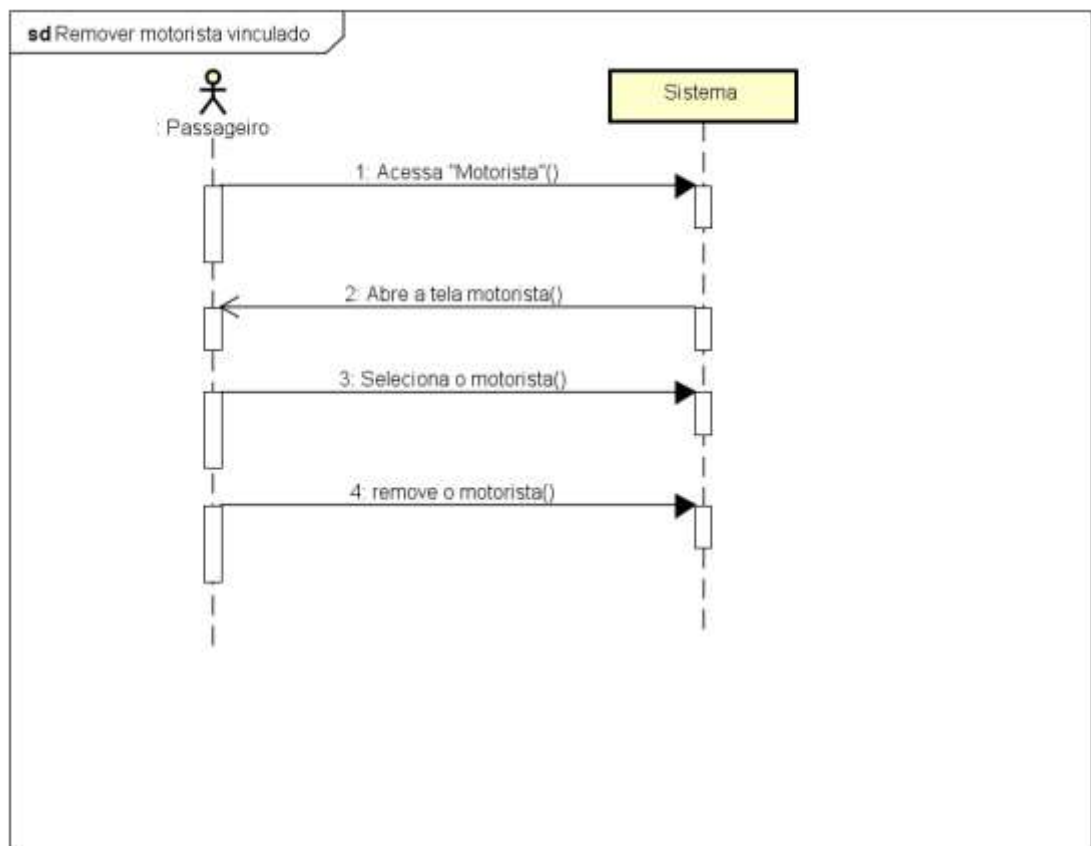 sd Remover motorista vinculado
: Passageiro
Sistema
1: Acessa "Motorista"()
2: Abre a tela motorista()
3: Seleciona o motorista()
4: remove o motorista()